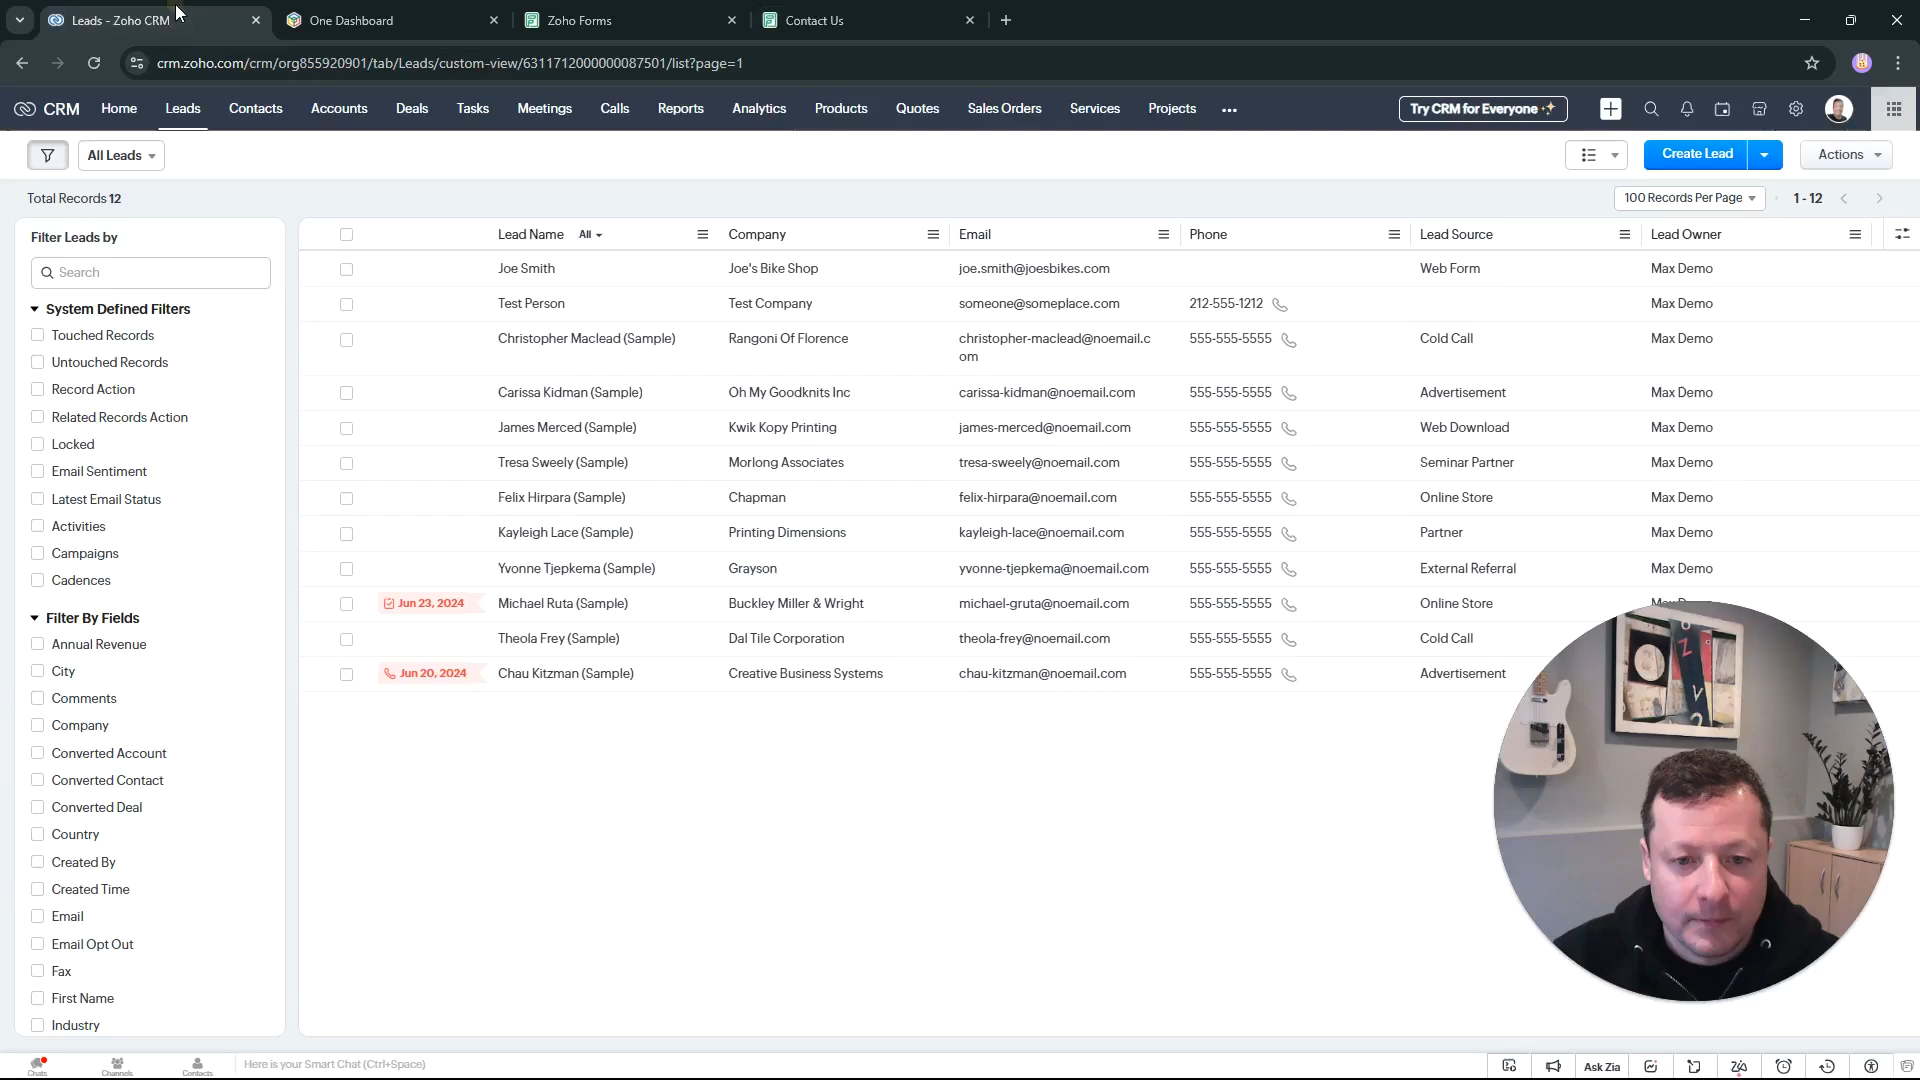 Leads - Zoho CRM
One Dashboard
Zoho Forms
Contact Us
crm.zoho.com/crm/org855920901/tab/Leads/custom-view/6311712000000087501/list?page=1
CRM Home Leads Contacts Accounts Deals Tasks Meetings Calls Reports Analytics Products Quotes Sales Orders Services Projects ... Try CRM for Everyone
All Leads Create Lead Actions
Total Records 12 100 Records Per Page 1 - 12
Filter Leads by
Search
System Defined Filters
Touched Records
Untouched Records
Record Action
Related Records Action
Locked
Email Sentiment
Latest Email Status
Activities
Campaigns
Cadences
Filter By Fields
Annual Revenue
City
Comments
Company
Converted Account
Converted Contact
Converted Deal
Country
Created By
Created Time
Email
Email Opt Out
Fax
First Name
Industry
Lead Name All Company Email Phone Lead Source Lead Owner
Joe Smith Joe's Bike Shop joe.smith@joesbikes.com Web Form Max Demo
Test Person Test Company someone@someplace.com 212-555-1212 Max Demo
Christopher Maclead (Sample) Rangoni Of Florence christopher-maclead@noemail.c 555-555-5555 Cold Call Max Demo
om
Carissa Kidman (Sample) Oh My Goodknits Inc carissa-kidman@noemail.com 555-555-5555 Advertisement Max Demo
James Merced (Sample) Kwik Kopy Printing james-merced@noemail.com 555-555-5555 Web Download Max Demo
Tresa Sweely (Sample) Morlong Associates tresa-sweely@noemail.com 555-555-5555 Seminar Partner Max Demo
Felix Hirpara (Sample) Chapman felix-hirpara@noemail.com 555-555-5555 Online Store Max Demo
Kayleigh Lace (Sample) Printing Dimensions kayleigh-lace@noemail.com 555-555-5555 Partner Max Demo
Yvonne Tjepkema (Sample) Grayson yvonne-tjepkema@noemail.com 555-555-5555 External Referral Max Demo
Jun 23, 2024 Michael Ruta (Sample) Buckley Miller & Wright michael-gruta@noemail.com 555-555-5555 Online Store
Theola Frey (Sample) Dal Tile Corporation theola-frey@noemail.com 555-555-5555 Cold Call
Jun 20, 2024 Chau Kitzman (Sample) Creative Business Systems chau-kitzman@noemail.com 555-555-5555 Advertisement
Chats Channels Contacts Here is your Smart Chat (Ctrl+Space) Ask Zia